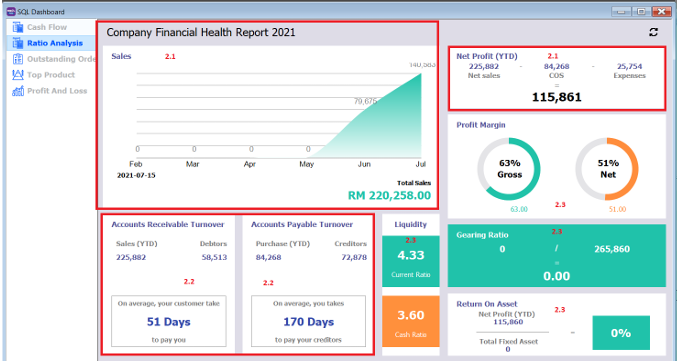 SQL Dashboard
Cash Flow
Ratio Analysis
Outstanding Orde
Top Product
Profit And Loss
Company Financial Health Report 2021
Sales 2.1
140,583
79,675
0 0 0 0
Feb Mar Apr May Jun Jul
2021-07-15
Total Sales
RM 220,258.00
Net Profit (YTD) 2.1
225,882 - 84,268 - 25,754
Net sales COS Expenses
=
115,861
Profit Margin
63% Gross
51% Net
63.00 2.3 51.00
Accounts Receivable Turnover
Sales (YTD) Debtors
225,882 58,513
2.2
On average, your customer take
51 Days
to pay you
Accounts Payable Turnover
Purchase (YTD) Creditors
84,268 72,878
2.2
On average, you takes
170 Days
to pay your creditors
Liquidity
2.3
4.33
Current Ratio
3.60
Cash Ratio
Gearing Ratio 2.3
0 / 265,860
=
0.00
Return On Asset 2.3
Net Profit (YTD)
115,860
Total Fixed Asset
0
=
0%